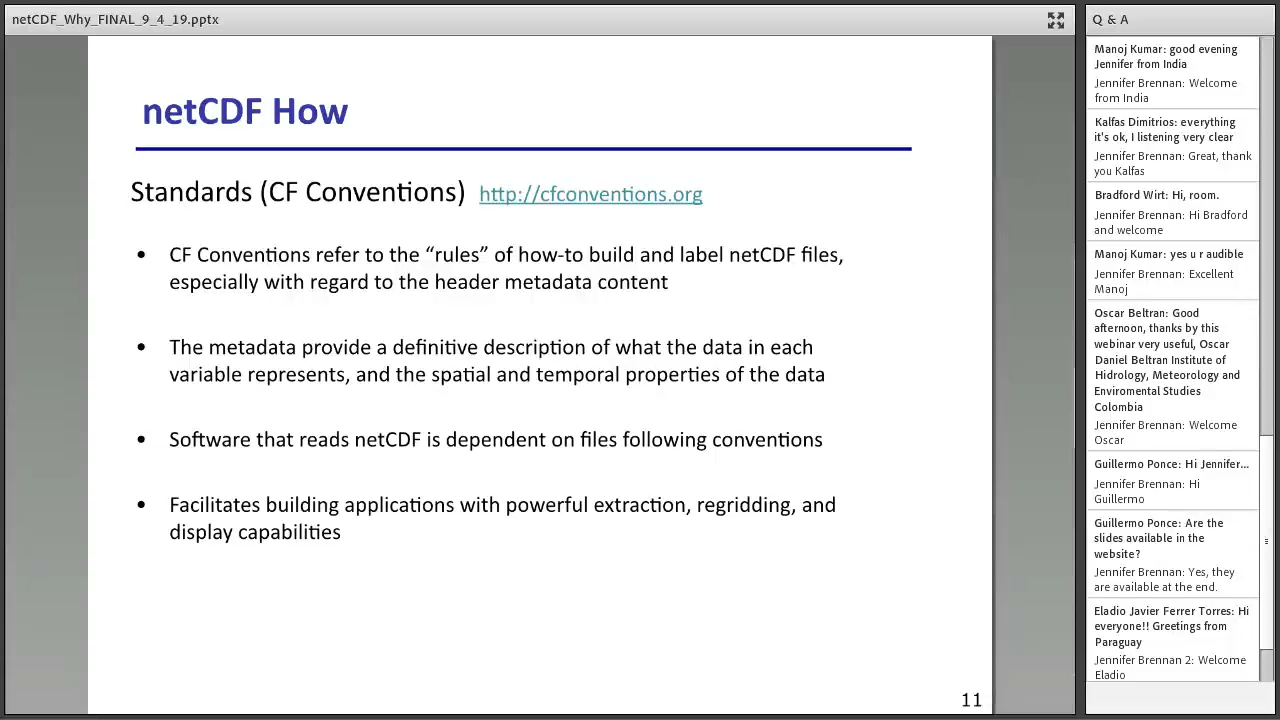 netCDF_Why_FINAL_9_4_19.pptx
netCDF How
Standards (CF Conventions) http://cfconventions.org
• CF Conventions refer to the “rules” of how-to build and label netCDF files,
especially with regard to the header metadata content
• The metadata provide a definitive description of what the data in each
variable represents, and the spatial and temporal properties of the data
• Software that reads netCDF is dependent on files following conventions
• Facilitates building applications with powerful extraction, regridding, and
display capabilities
11
Q & A
Manoj Kumar: good evening
Jennifer from India
Jennifer Brennan: Welcome
from India
Kalfas Dimitrios: everything
it's ok, I listening very clear
Jennifer Brennan: Great, thank
you Kalfas
Bradford Wirt: Hi, room.
Jennifer Brennan: Hi Bradford
and welcome
Manoj Kumar: yes u r audible
Jennifer Brennan: Excellent
Manoj
Oscar Beltran: Good
afternoon, thanks by this
webinar very useful, Oscar
Daniel Beltran Institute of
Hidrology, Meteorology and
Enviromental Studies
Colombia
Jennifer Brennan: Welcome
Oscar
Guillermo Ponce: Hi Jennifer...
Jennifer Brennan: Hi
Guillermo
Guillermo Ponce: Are the
slides available in the
website?
Jennifer Brennan: Yes, they
are available at the end.
Eladio Javier Ferrer Torres: Hi
everyone!! Greetings from
Paraguay
Jennifer Brennan 2: Welcome
Eladio